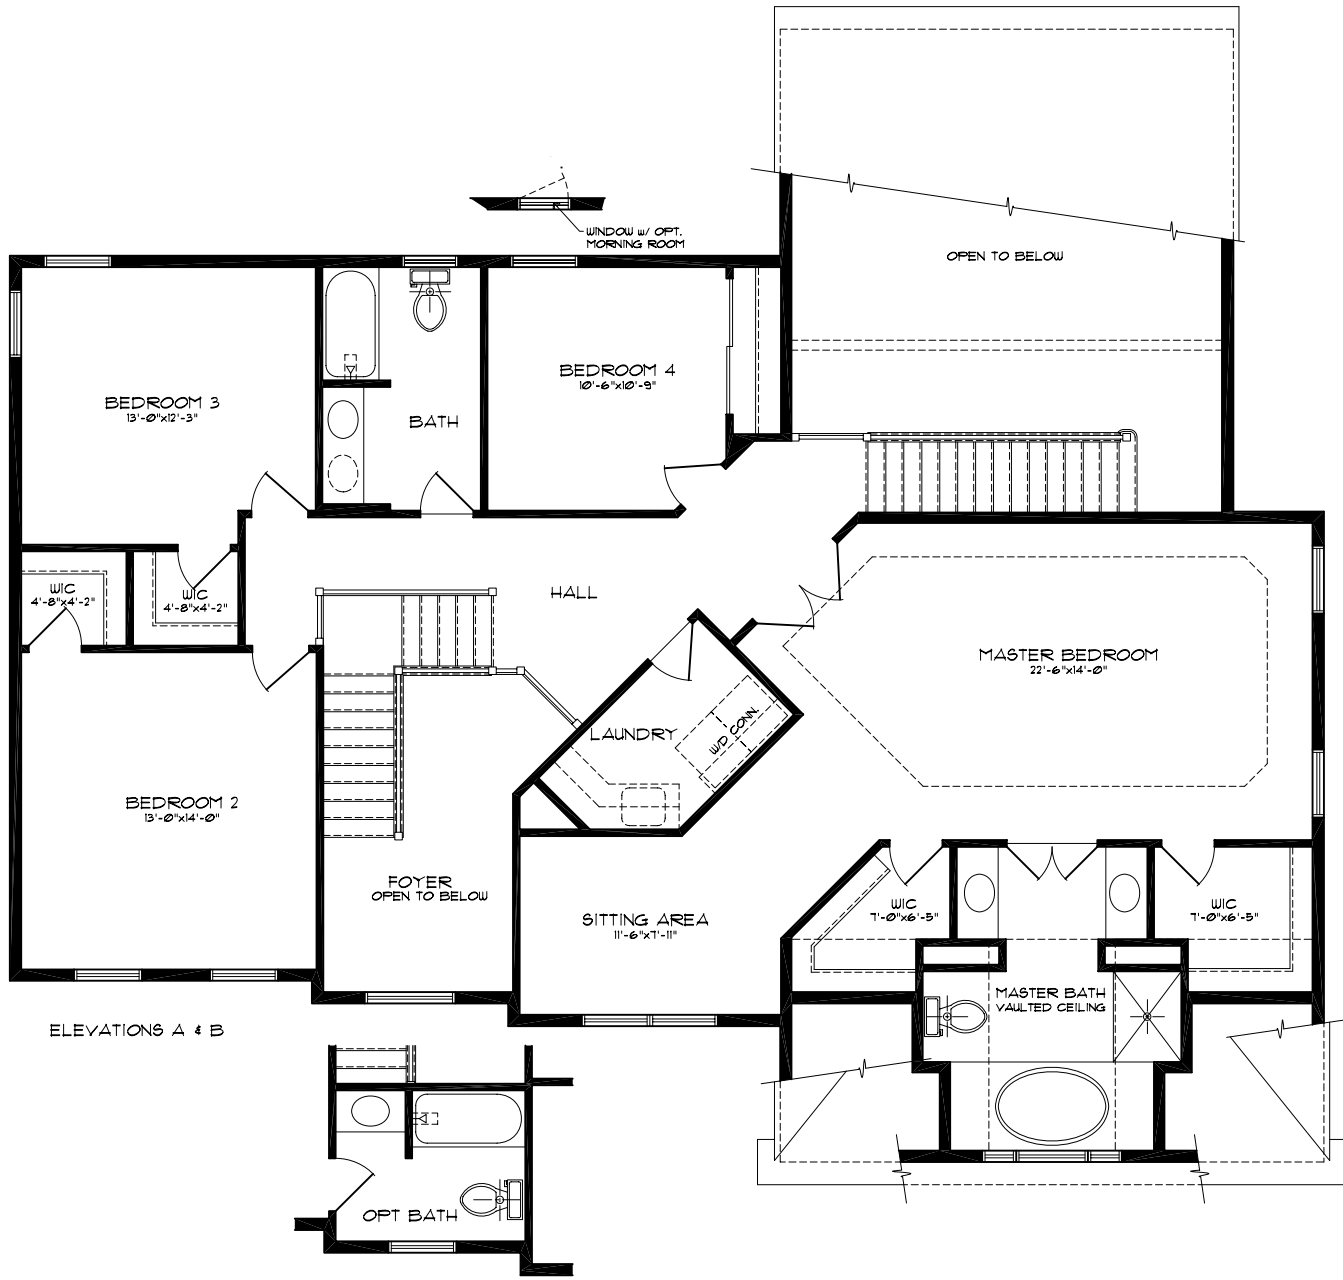 WINDOW w/ OPT.
MORNING ROOM
OPEN TO BELOW
BEDROOM 3
13'-0"x12'-3"
BATH
BEDROOM 4
10'-6"x10'-9"
WIC
4'-8"x4'-2"
WIC
4'-8"x4'-2"
HALL
MASTER BEDROOM
22'-6"x14'-0"
LAUNDRY
W/D CONN.
BEDROOM 2
13'-0"x14'-0"
FOYER
OPEN TO BELOW
SITTING AREA
11'-6"x7'-11"
WIC
7'-0"x6'-5"
WIC
7'-0"x6'-5"
MASTER BATH
VAULTED CEILING
ELEVATIONS A & B
OPT BATH